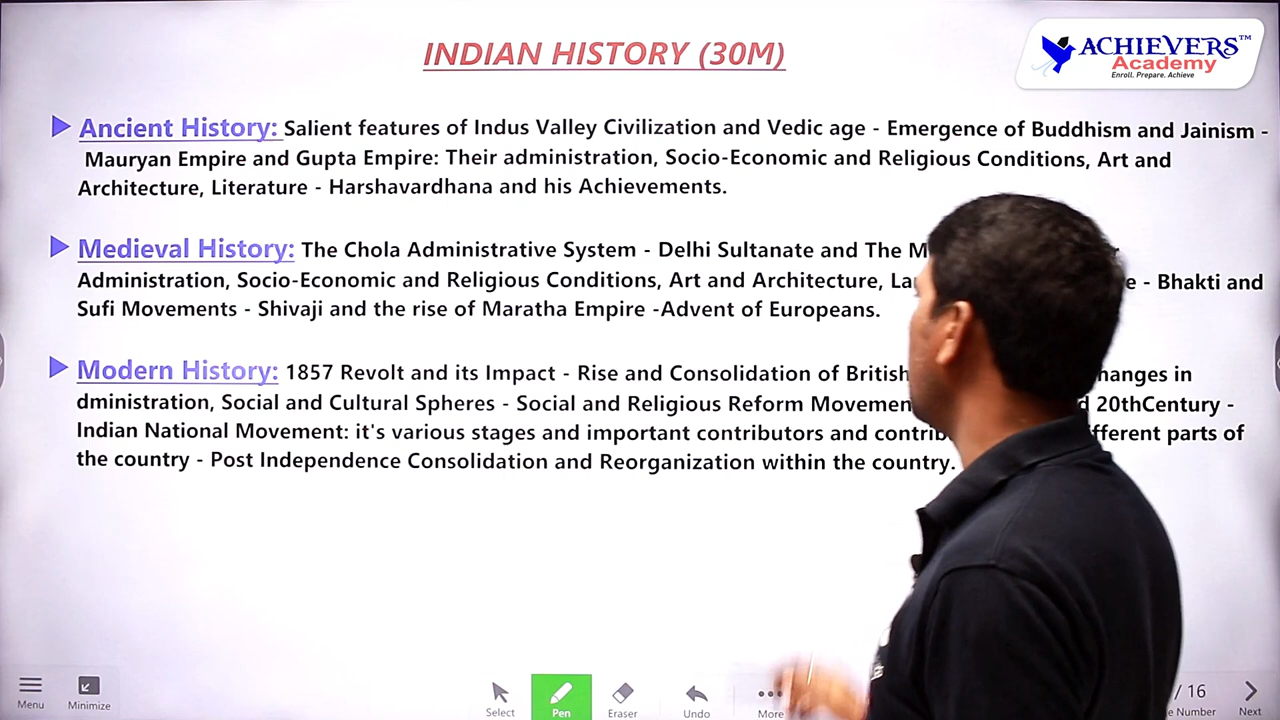 INDIAN HISTORY (30M)
ACHIEVERS™
Academy
Enroll. Prepare. Achieve
Ancient History: Salient features of Indus Valley Civilization and Vedic age - Emergence of Buddhism and Jainism -
Mauryan Empire and Gupta Empire: Their administration, Socio-Economic and Religious Conditions, Art and
Architecture, Literature - Harshavardhana and his Achievements.
Medieval History: The Chola Administrative System - Delhi Sultanate and The
Administration, Socio-Economic and Religious Conditions, Art and Architecture, - Bhakti and
Sufi Movements - Shivaji and the rise of Maratha Empire -Advent of Europeans.
Modern History: 1857 Revolt and its Impact - Rise and Consolidation of British hanges in
dministration, Social and Cultural Spheres - Social and Religious Reform Movemen 20thCentury -
Indian National Movement: it's various stages and important contributors and contrib fferent parts of
the country - Post Independence Consolidation and Reorganization within the country.
Menu
Minimize
Select
Pen
Eraser
Undo
More
/ 16
e Number
Next